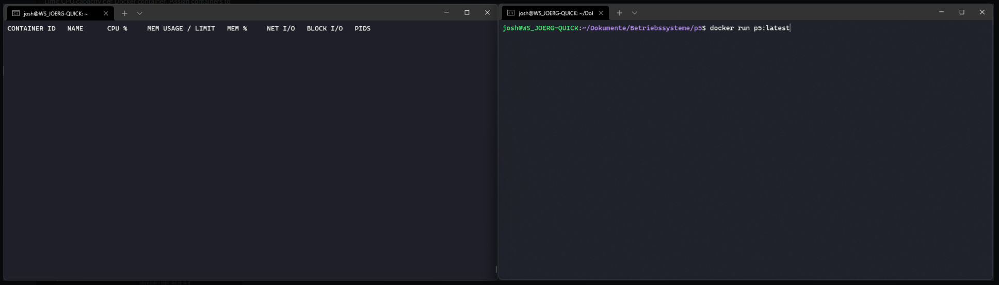 Limit CPU capacity per Docker container. Assign containers to
josh@WS_JOERG-QUICK: ~
CONTAINER ID NAME CPU % MEM USAGE / LIMIT MEM % NET I/O BLOCK I/O PIDS
josh@WS_JOERG-QUICK: ~/Dol
josh@WS_JOERG-QUICK:~/Dokumente/Betriebssysteme/p5$ docker run p5:latest